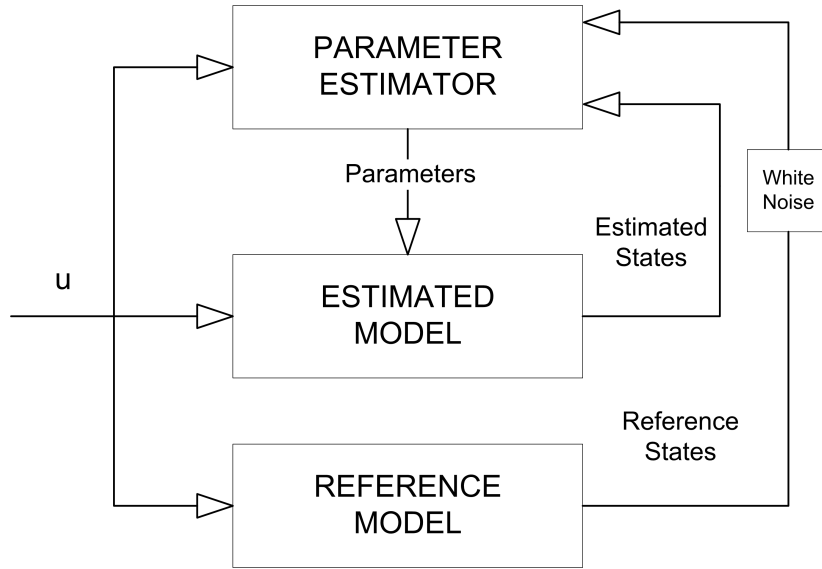 PARAMETER
ESTIMATOR
Parameters
White
Noise
Estimated
States
u
ESTIMATED
MODEL
Reference
States
REFERENCE
MODEL